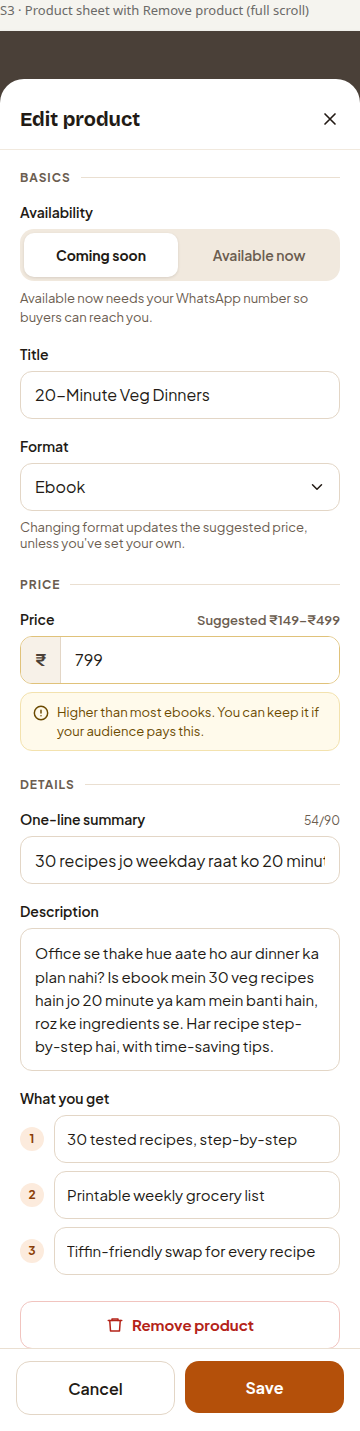 S3 · Product sheet with Remove product (full scroll)
Edit product
BASICS
Availability
Coming soon
Available now
Available now needs your WhatsApp number so
buyers can reach you.
Title
20–Minute Veg Dinners
Format
Ebook
Changing format updates the suggested price,
unless you've set your own.
PRICE
Price
Suggested ₹149–₹499
₹
799
Higher than most ebooks. You can keep it if
your audience pays this.
DETAILS
One-line summary
54/90
30 recipes jo weekday raat ko 20 minut
Description
Office se thake hue aate ho aur dinner ka
plan nahi? Is ebook mein 30 veg recipes
hain jo 20 minute ya kam mein banti hain,
roz ke ingredients se. Har recipe step-
by-step hai, with time-saving tips.
What you get
1
30 tested recipes, step-by-step
2
Printable weekly grocery list
3
Tiffin-friendly swap for every recipe
Remove product
Cancel
Save